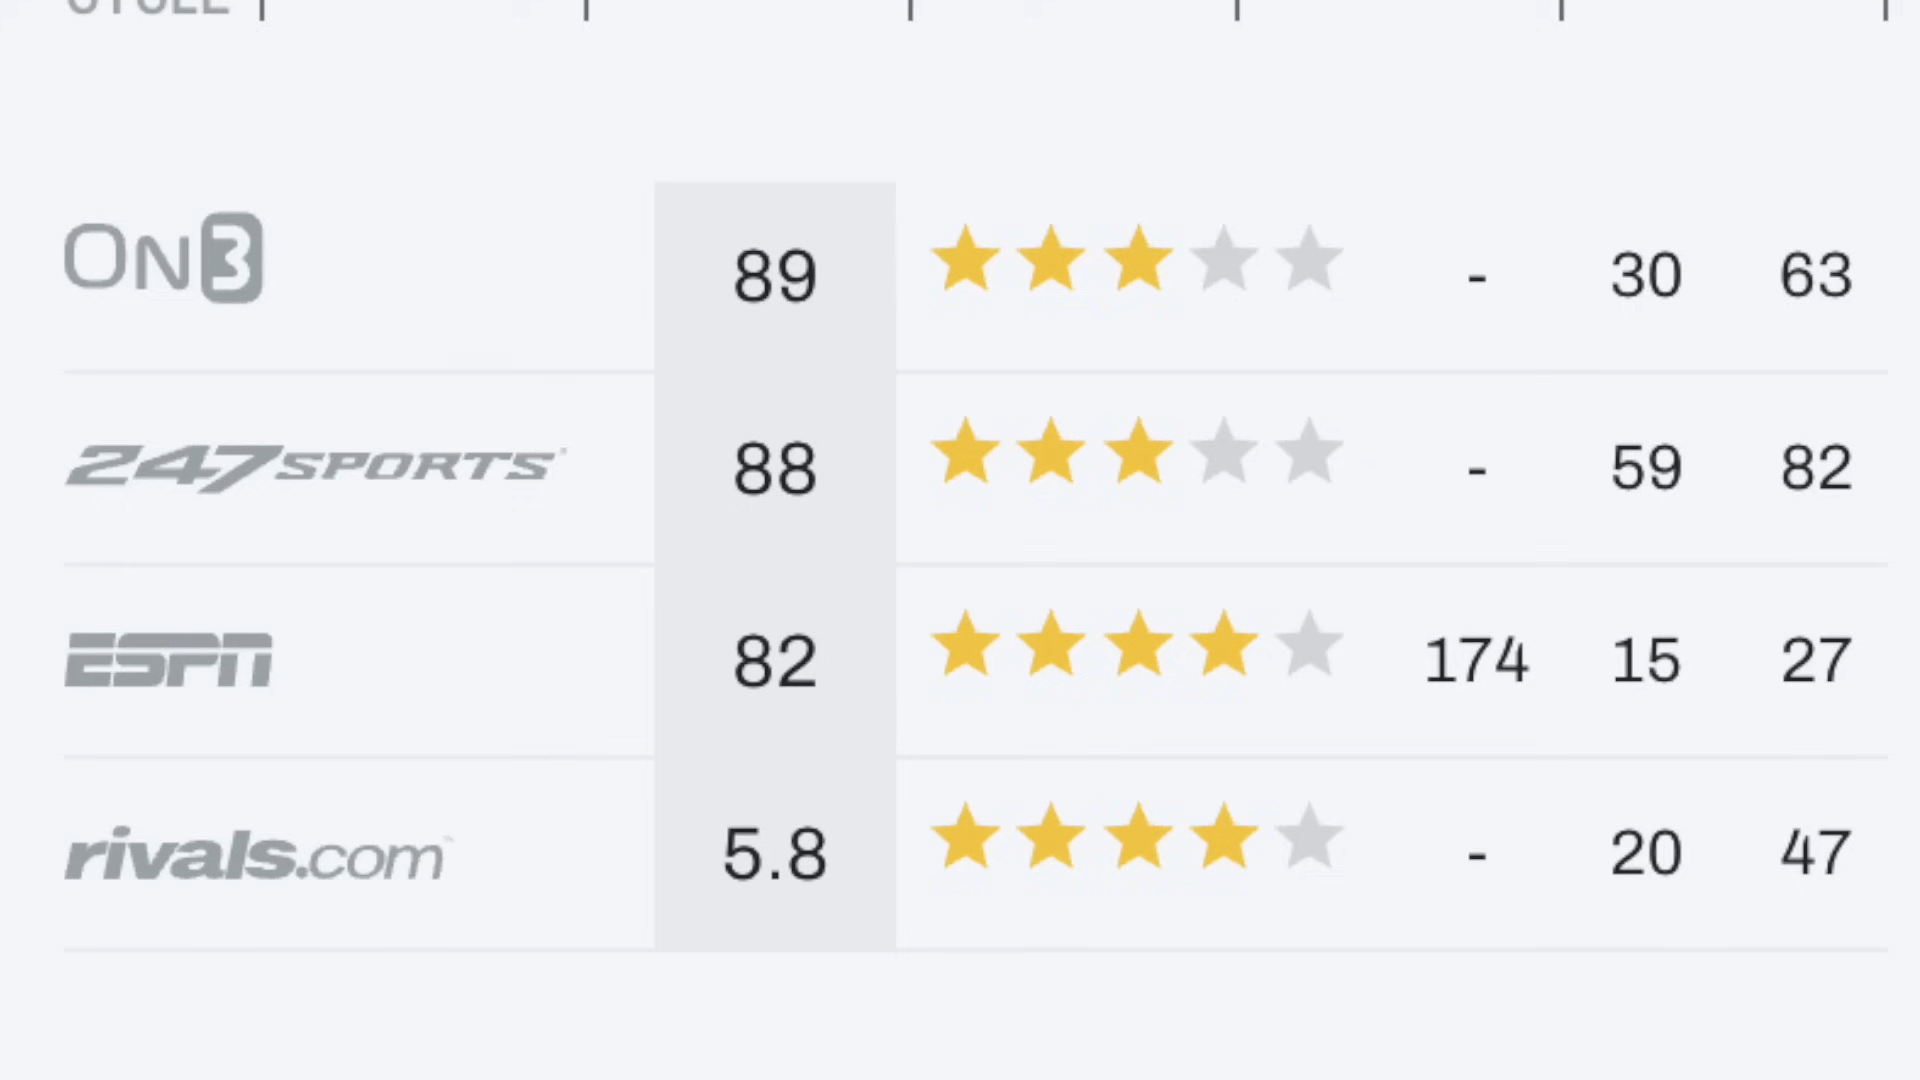 CYCLE
ON3 89 - 30 63
247SPORTS 88 - 59 82
ESPN 82 174 15 27
rivals.com 5.8 - 20 47